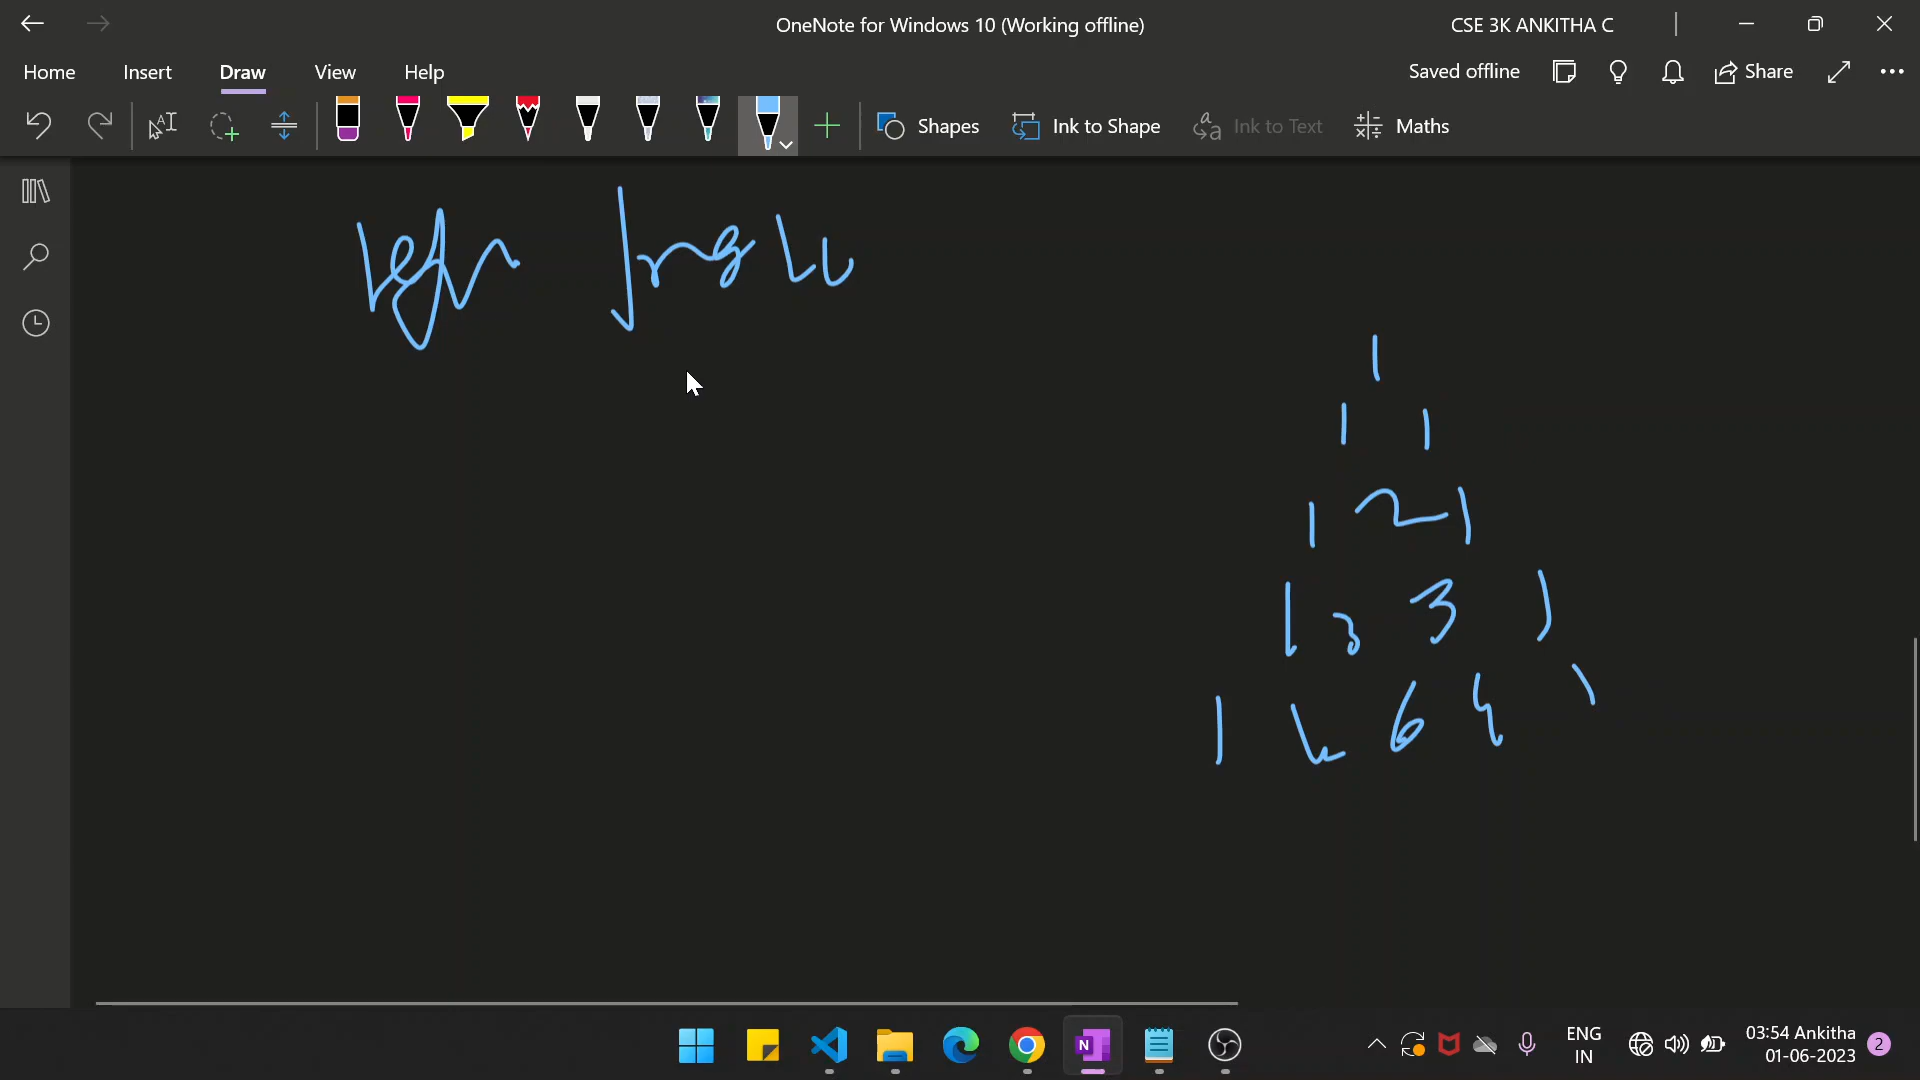 OneNote for Windows 10 (Working offline)
CSE 3K ANKITHA C
Home Insert Draw View Help
Saved offline
Share
Shapes
Ink to Shape
Ink to Text
Maths
1
1 1
1 2 1
1 3 3 1
1 4 6 4 1
ENG
IN
03:54 Ankitha
01-06-2023
2